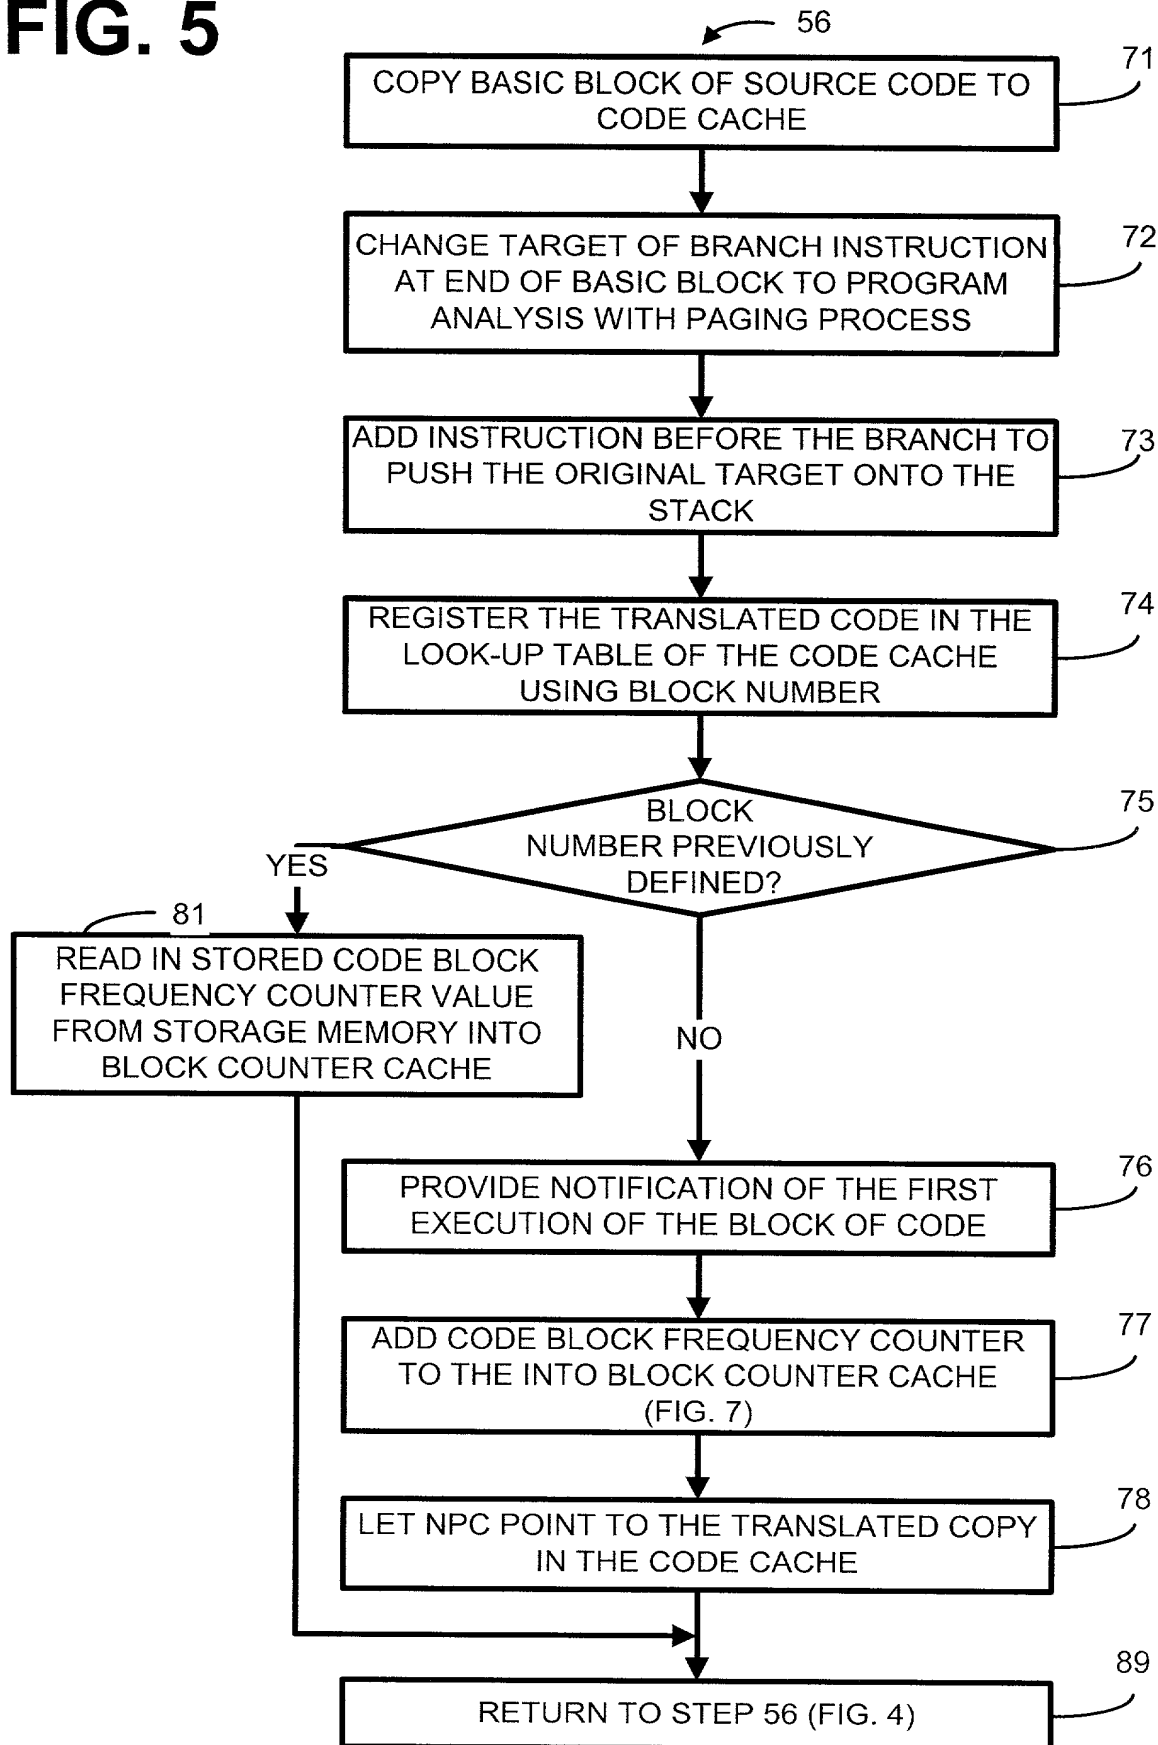 FIG. 5
56
COPY BASIC BLOCK OF SOURCE CODE TO
CODE CACHE
71
CHANGE TARGET OF BRANCH INSTRUCTION
AT END OF BASIC BLOCK TO PROGRAM
ANALYSIS WITH PAGING PROCESS
72
ADD INSTRUCTION BEFORE THE BRANCH TO
PUSH THE ORIGINAL TARGET ONTO THE
STACK
73
REGISTER THE TRANSLATED CODE IN THE
LOOK-UP TABLE OF THE CODE CACHE
USING BLOCK NUMBER
74
BLOCK
NUMBER PREVIOUSLY
DEFINED?
75
YES
81
READ IN STORED CODE BLOCK
FREQUENCY COUNTER VALUE
FROM STORAGE MEMORY INTO
BLOCK COUNTER CACHE
NO
PROVIDE NOTIFICATION OF THE FIRST
EXECUTION OF THE BLOCK OF CODE
76
ADD CODE BLOCK FREQUENCY COUNTER
TO THE INTO BLOCK COUNTER CACHE
(FIG. 7)
77
LET NPC POINT TO THE TRANSLATED COPY
IN THE CODE CACHE
78
RETURN TO STEP 56 (FIG. 4)
89